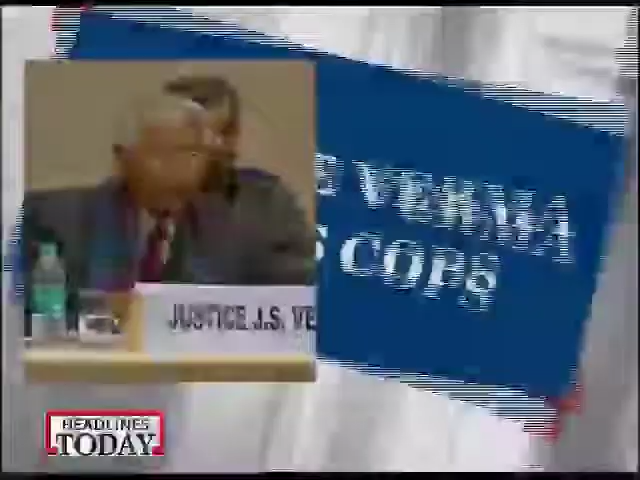 E VERMA
S COPS
JUSTICE J.S. VE
HEADLINES
TODAY